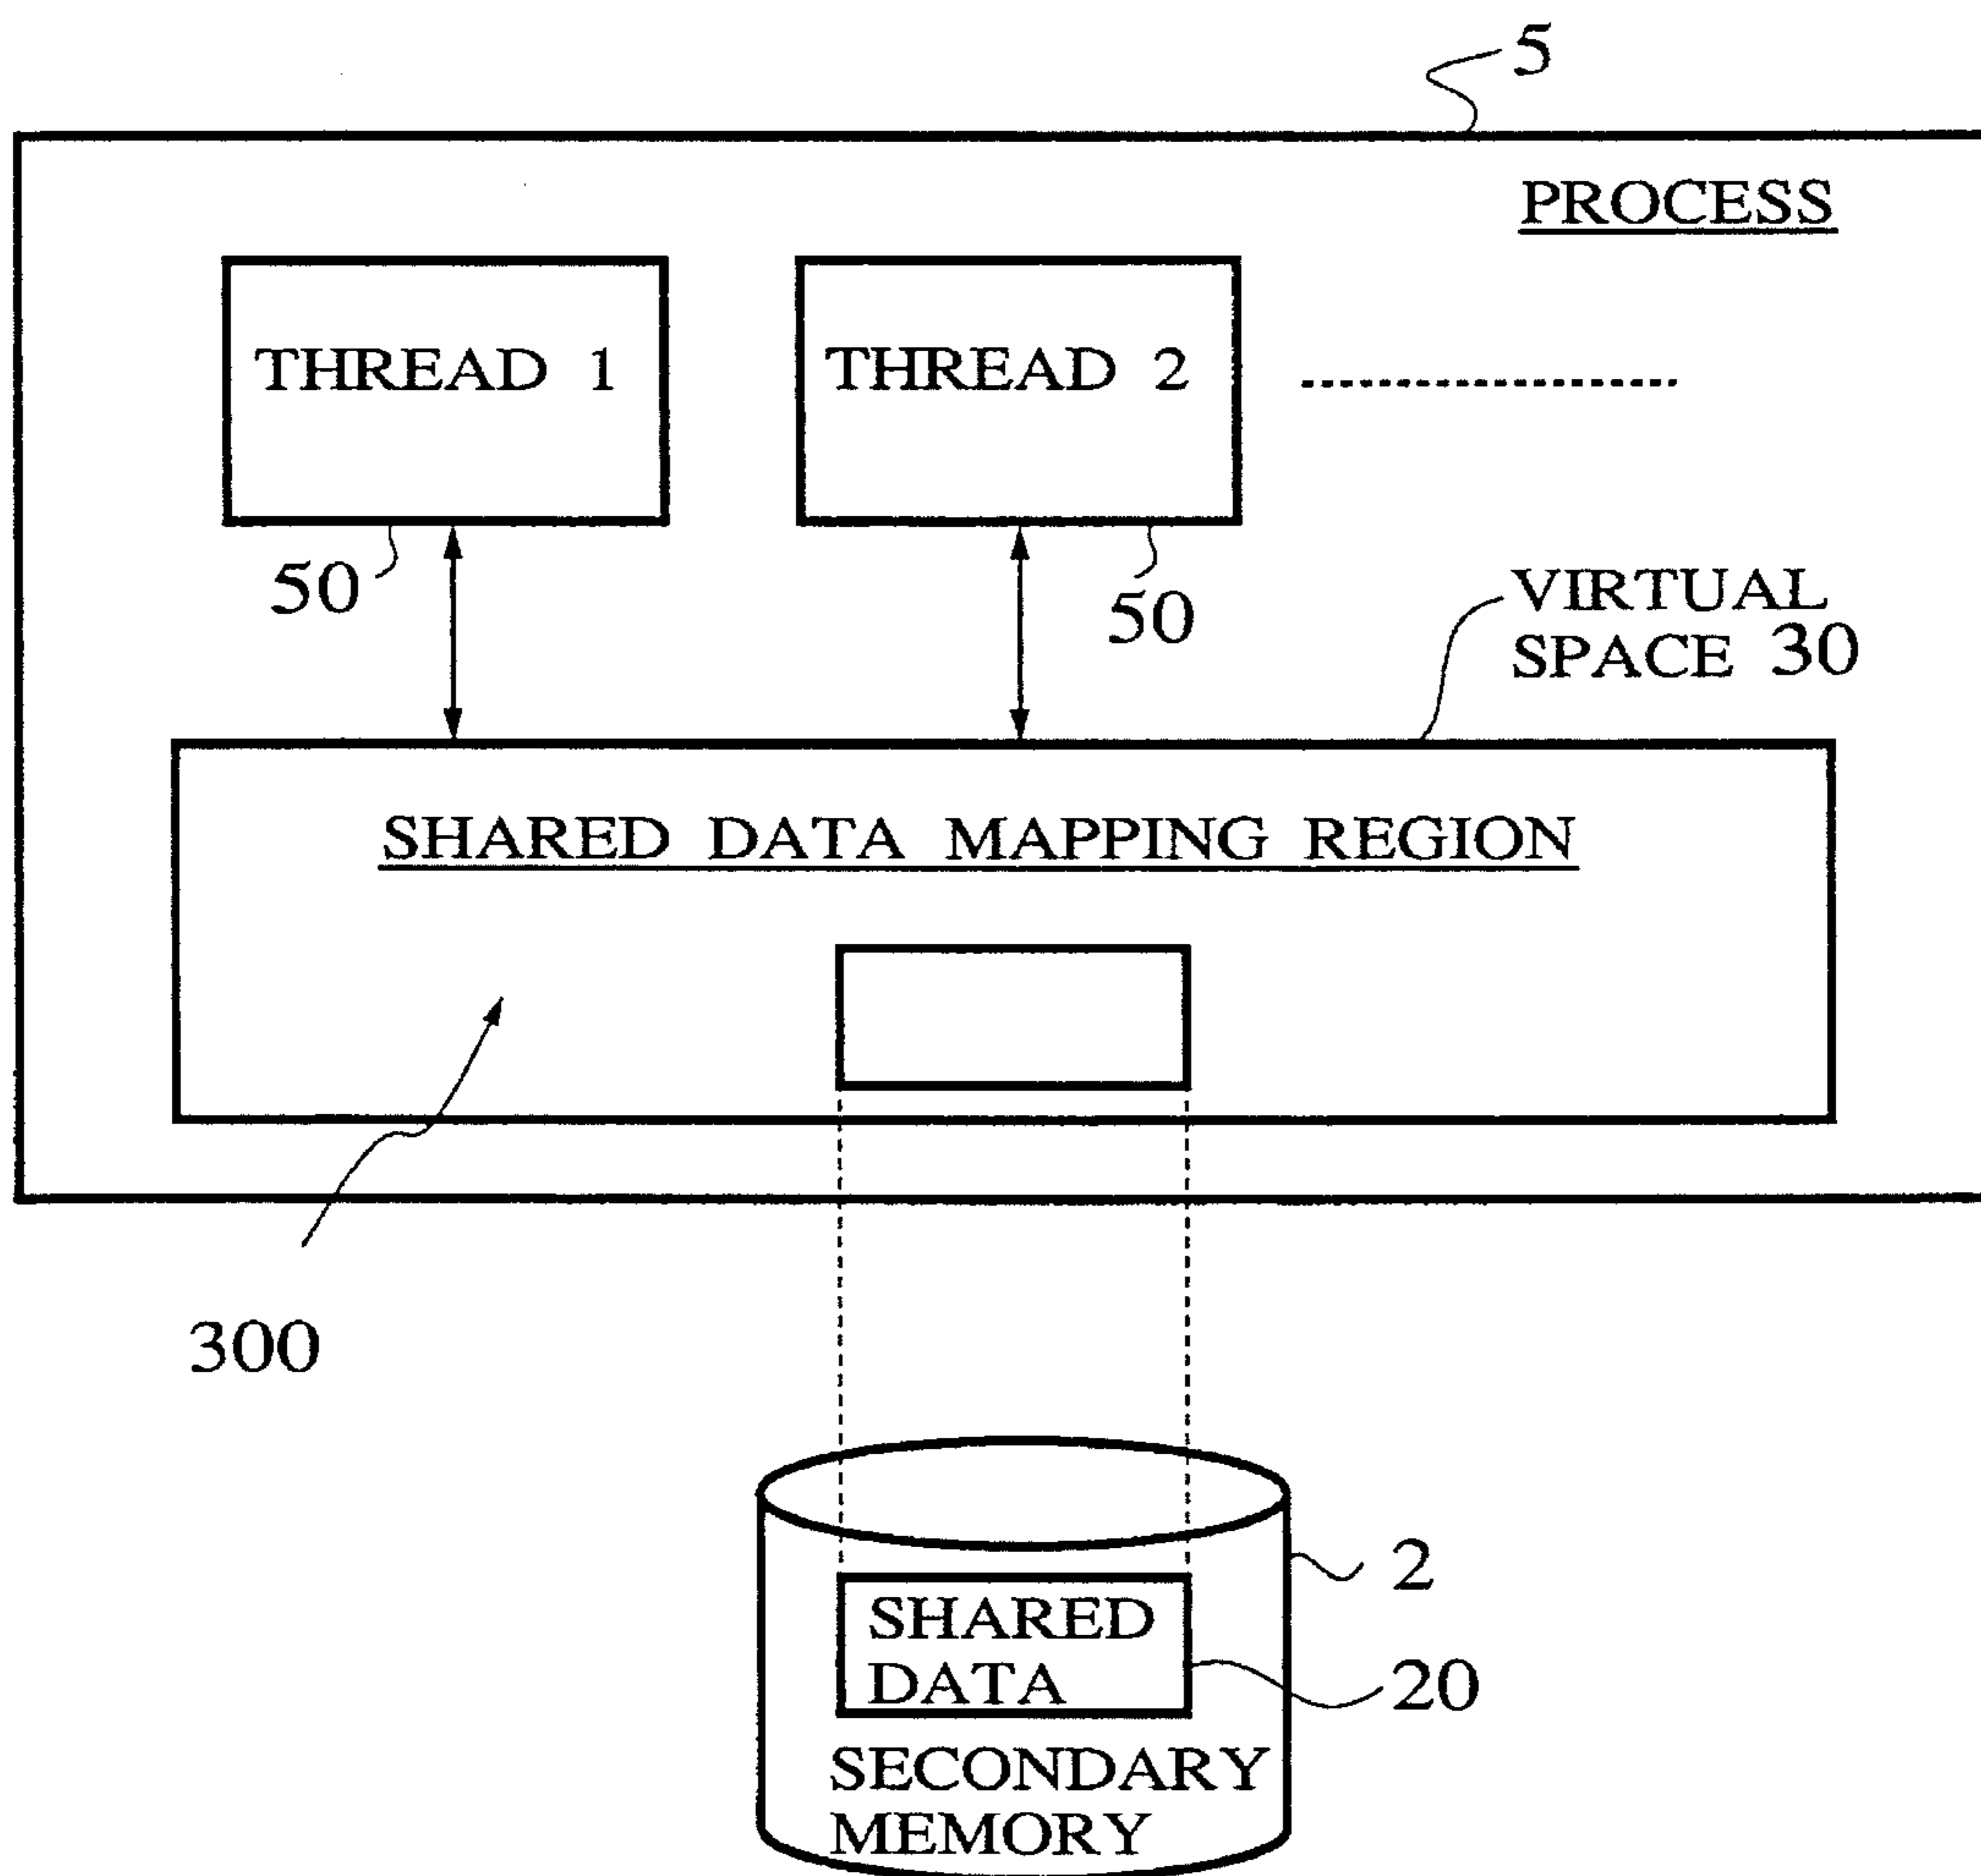 5
PROCESS
THREAD 1
THREAD 2
50
50
VIRTUAL
SPACE 30
SHARED DATA MAPPING REGION
300
2
SHARED
DATA
20
SECONDARY
MEMORY